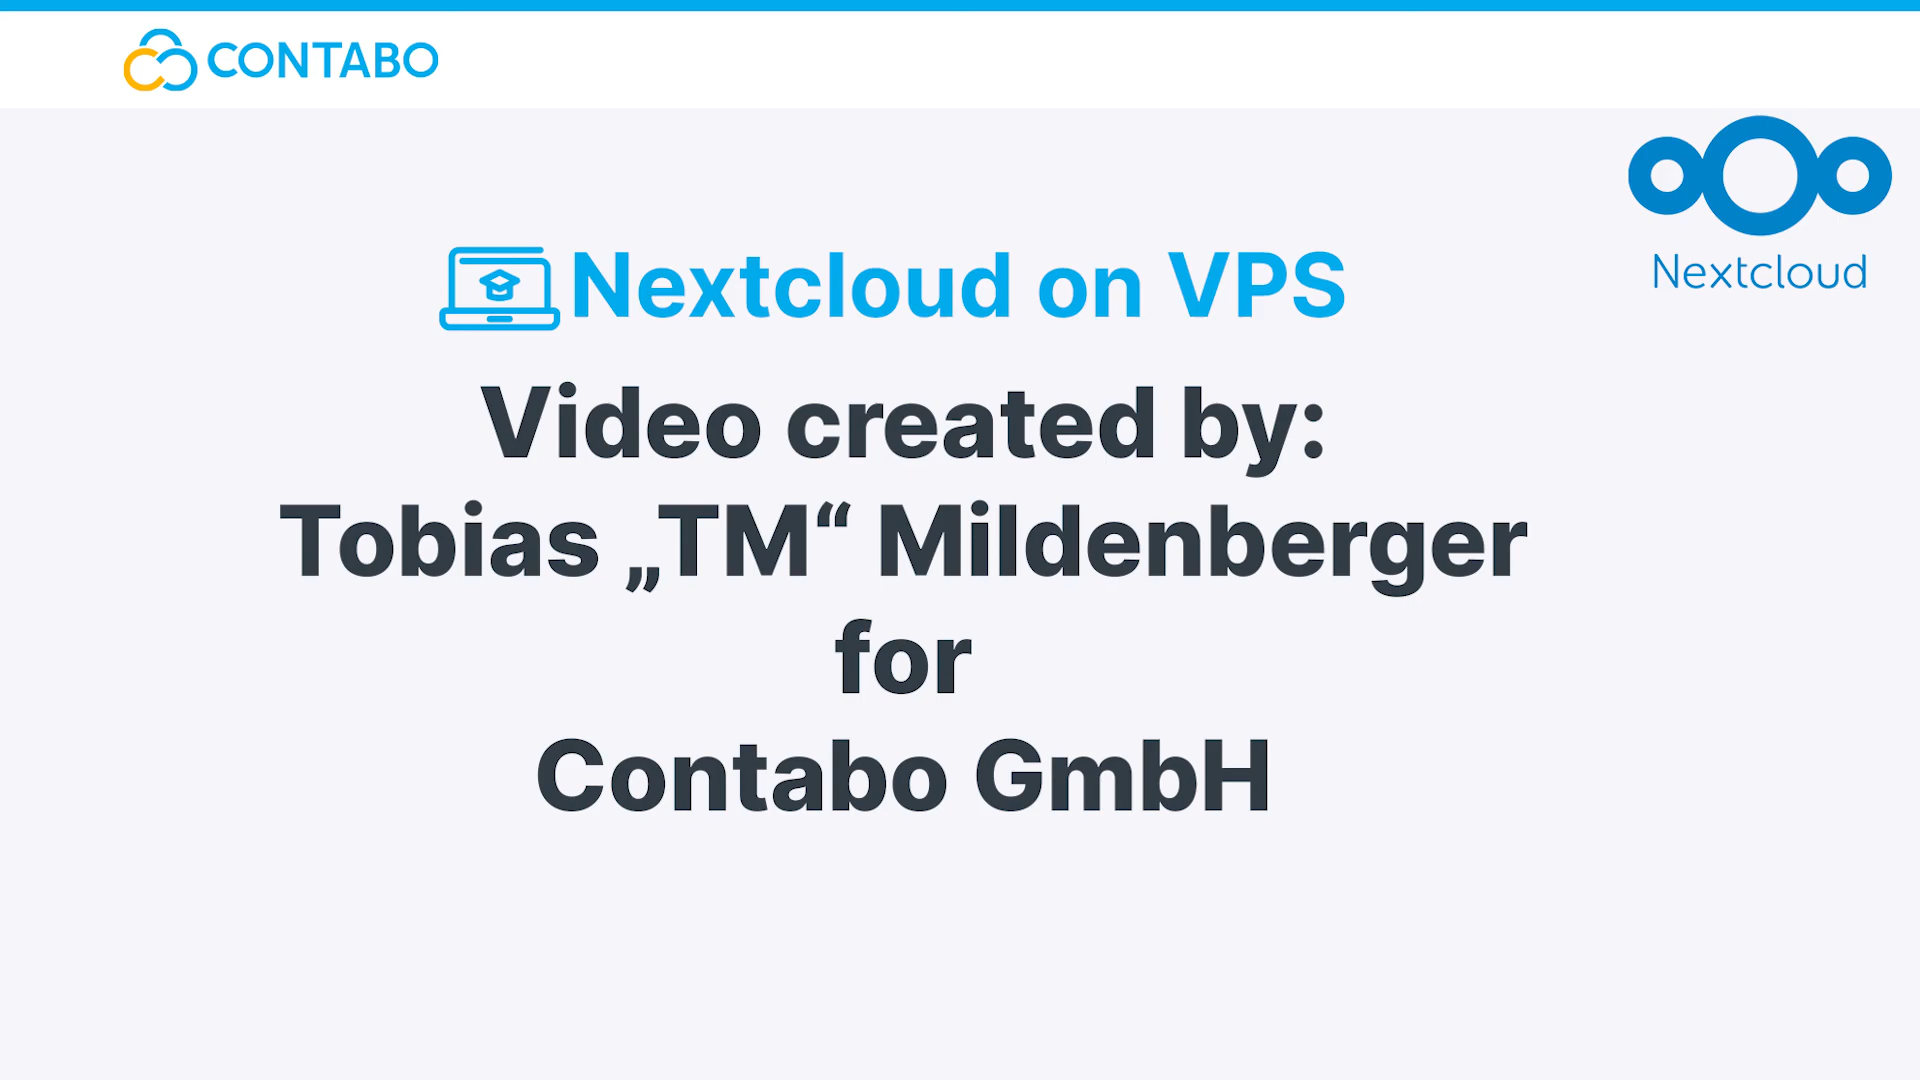 CONTABO
Nextcloud
Nextcloud on VPS
Video created by:
Tobias „TM“ Mildenberger
for
Contabo GmbH